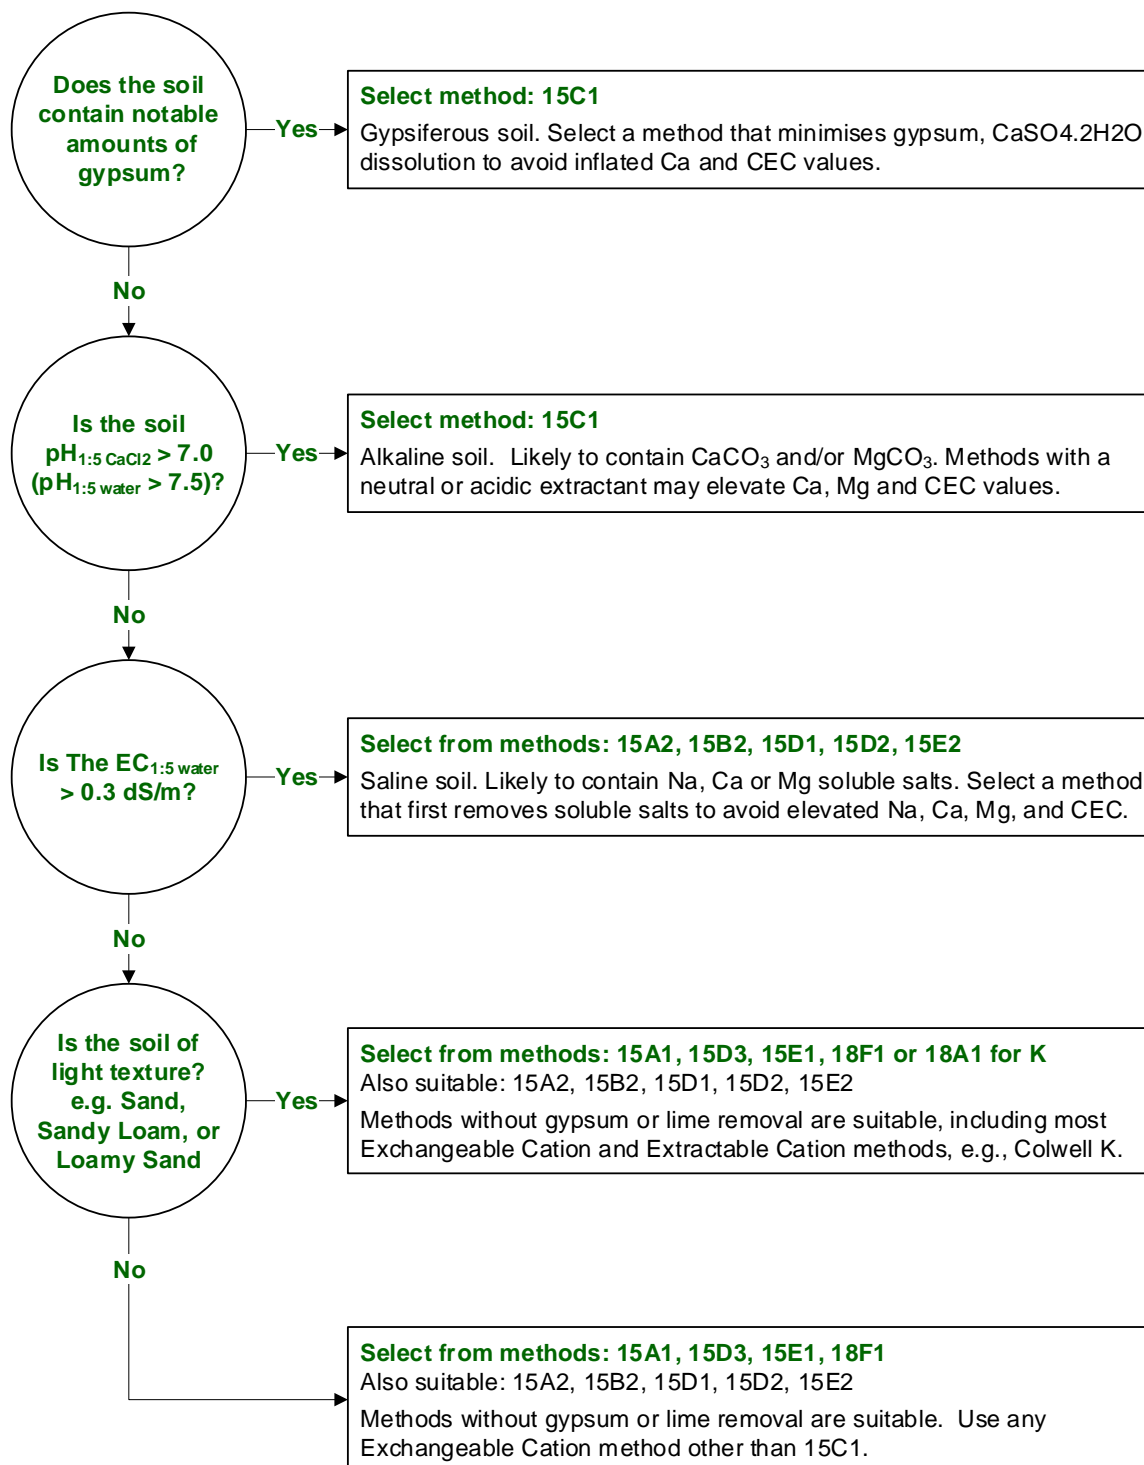 Does the soil
contain notable
amounts of
gypsum?
Yes
Select method: 15C1
Gypsiferous soil. Select a method that minimises gypsum, CaSO4.2H2O
dissolution to avoid inflated Ca and CEC values.
No
Is the soil
pH1:5 CaCl2 > 7.0
(pH1:5 water > 7.5)?
Yes
Select method: 15C1
Alkaline soil.  Likely to contain CaCO3 and/or MgCO3. Methods with a
neutral or acidic extractant may elevate Ca, Mg and CEC values.
No
Is The EC1:5 water
> 0.3 dS/m?
Yes
Select from methods: 15A2, 15B2, 15D1, 15D2, 15E2
Saline soil. Likely to contain Na, Ca or Mg soluble salts. Select a method
that first removes soluble salts to avoid elevated Na, Ca, Mg, and CEC.
No
Is the soil of
light texture?
e.g. Sand,
Sandy Loam, or
Loamy Sand
Yes
Select from methods: 15A1, 15D3, 15E1, 18F1 or 18A1 for K
Also suitable: 15A2, 15B2, 15D1, 15D2, 15E2
Methods without gypsum or lime removal are suitable, including most
Exchangeable Cation and Extractable Cation methods, e.g., Colwell K.
No
Select from methods: 15A1, 15D3, 15E1, 18F1
Also suitable: 15A2, 15B2, 15D1, 15D2, 15E2
Methods without gypsum or lime removal are suitable.  Use any
Exchangeable Cation method other than 15C1.